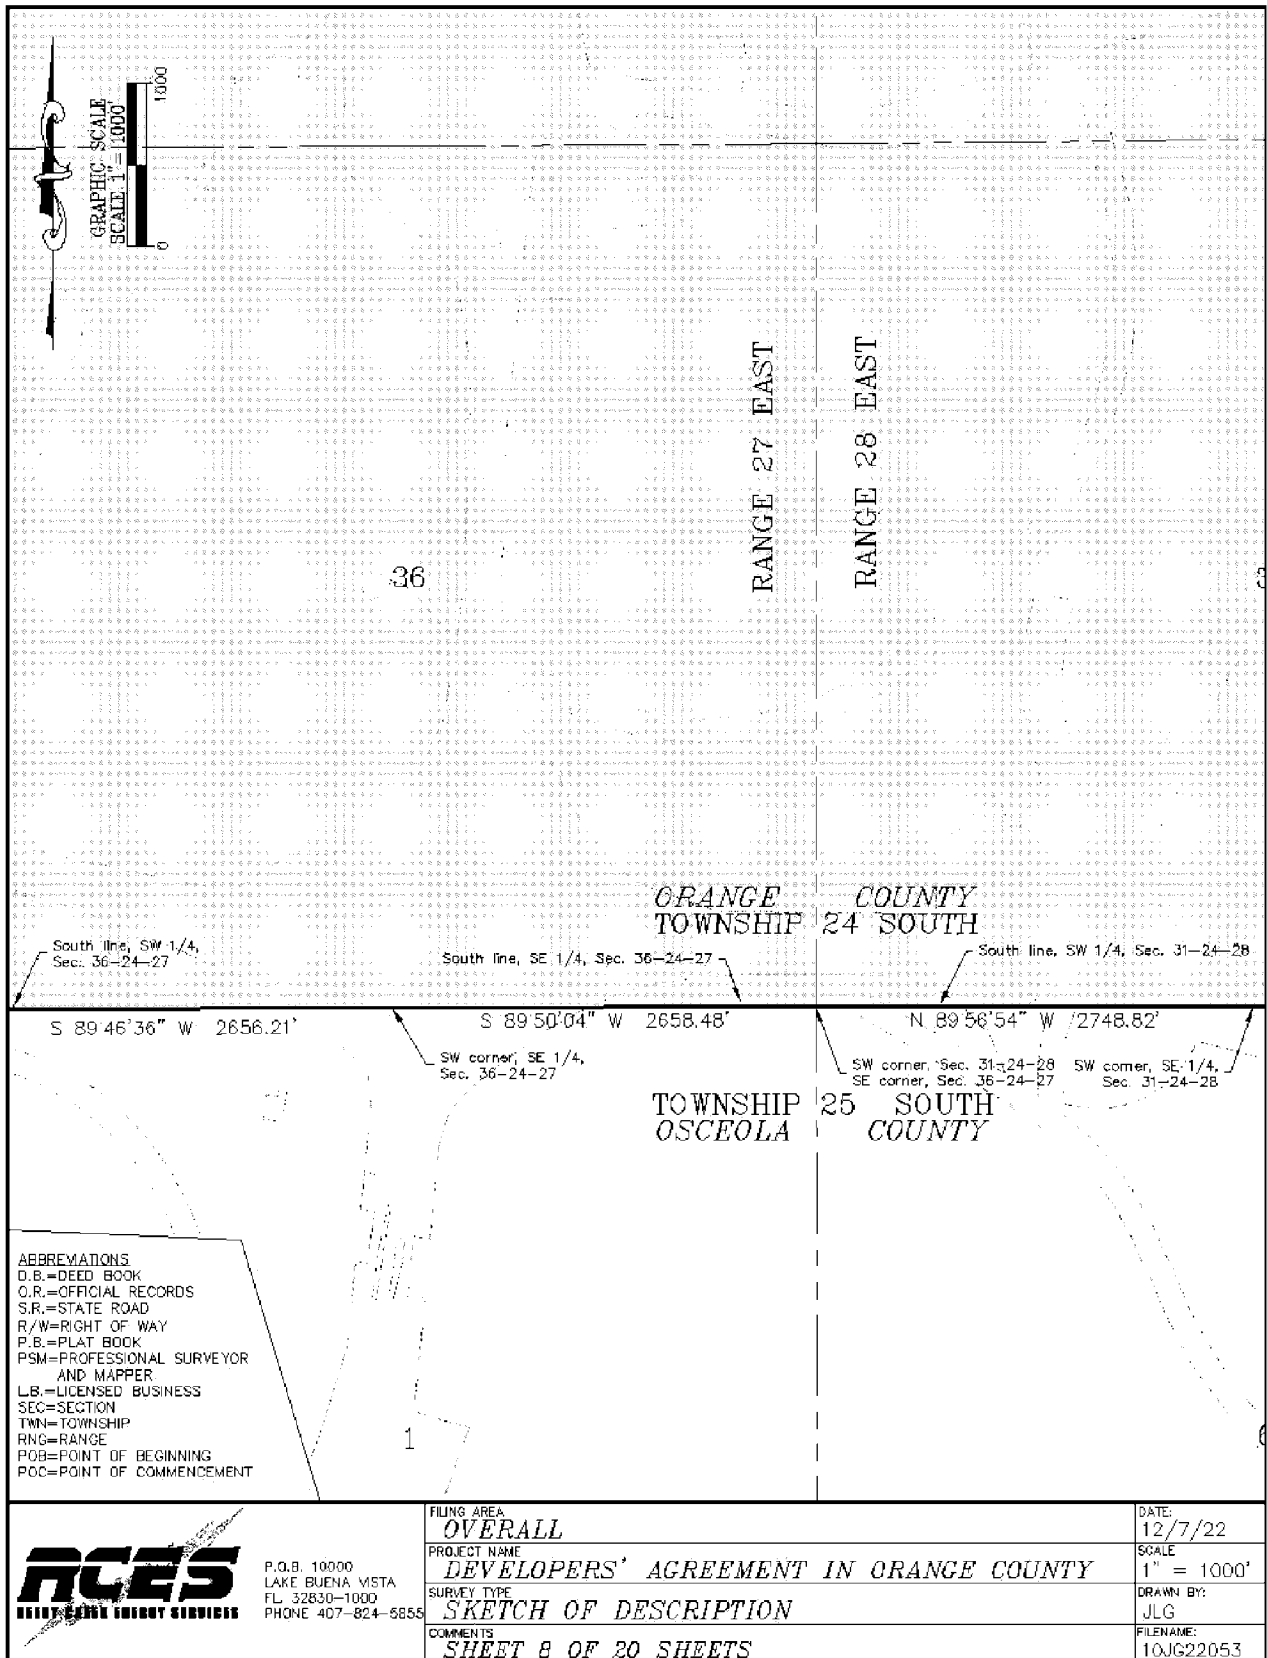 GRAPHIC SCALE
SCALE 1" = 1000'
0
1000
RANGE 27 EAST
RANGE 28 EAST
36
ORANGE COUNTY
TOWNSHIP 24 SOUTH
South line, SW 1/4,
Sec. 36-24-27
South line, SE 1/4, Sec. 36-24-27
South line, SW 1/4, Sec. 31-24-28
S 89°46'36" W 2656.21'
S 89°50'04" W 2658.48'
N 89°56'54" W 2748.82'
SW corner, SE 1/4,
Sec. 36-24-27
SW corner, Sec. 31-24-28
SE corner, Sec. 36-24-27
SW corner, SE 1/4,
Sec. 31-24-28
TOWNSHIP 25 SOUTH
OSCEOLA COUNTY
ABBREVIATIONS
D.B.=DEED BOOK
O.R.=OFFICIAL RECORDS
S.R.=STATE ROAD
R/W=RIGHT OF WAY
P.B.=PLAT BOOK
PSM=PROFESSIONAL SURVEYOR
AND MAPPER
L.B.=LICENSED BUSINESS
SEC=SECTION
TWN=TOWNSHIP
RNG=RANGE
POB=POINT OF BEGINNING
POC=POINT OF COMMENCEMENT
1
6
RCES
REEDY CREEK ENERGY SERVICES
P.O.B. 10000
LAKE BUENA VISTA
FL 32830-1000
PHONE 407-824-5855
FILING AREA
OVERALL
PROJECT NAME
DEVELOPERS' AGREEMENT IN ORANGE COUNTY
SURVEY TYPE
SKETCH OF DESCRIPTION
COMMENTS
SHEET 8 OF 20 SHEETS
DATE:
12/7/22
SCALE
1" = 1000'
DRAWN BY:
JLG
FILENAME:
10JG22053